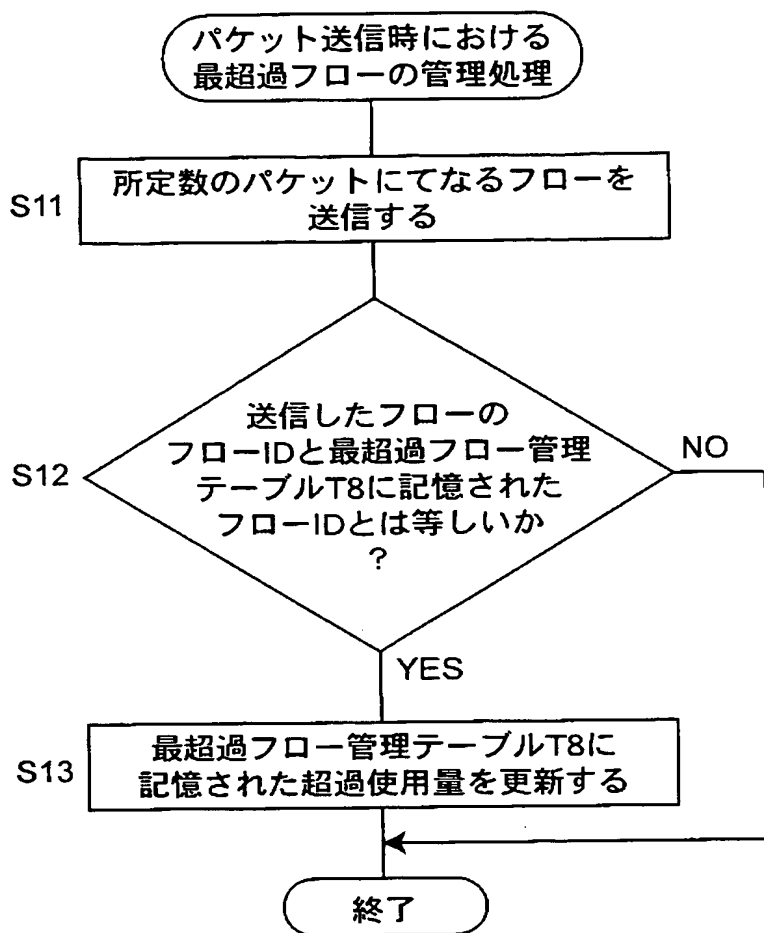 パケット送信時における
最超過フローの管理処理
S11
所定数のパケットにてなるフローを
送信する
S12
送信したフローの
フローIDと最超過フロー管理
テーブルT8に記憶された
フローIDとは等しいか
?
NO
YES
S13
最超過フロー管理テーブルT8に
記憶された超過使用量を更新する
終了